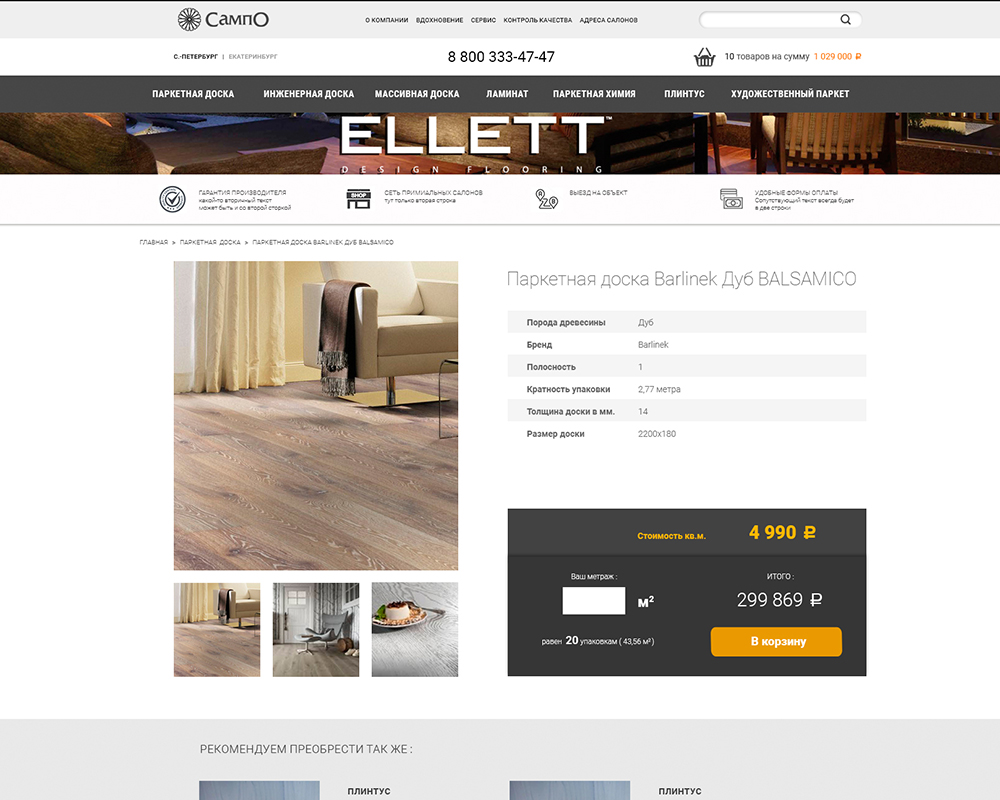 СампО
О КОМПАНИИ ВДОХНОВЕНИЕ СЕРВИС КОНТРОЛЬ КАЧЕСТВА АДРЕСА САЛОНОВ
С.-ПЕТЕРБУРГ | ЕКАТЕРИНБУРГ
8 800 333-47-47
10 товаров на сумму 1 029 000 ₽
ПАРКЕТНАЯ ДОСКА ИНЖЕНЕРНАЯ ДОСКА МАССИВНАЯ ДОСКА ЛАМИНАТ ПАРКЕТНАЯ ХИМИЯ ПЛИНТУС ХУДОЖЕСТВЕННЫЙ ПАРКЕТ
ELLETT™
DESIGN FLOORING
ГАРАНТИЯ ПРОИЗВОДИТЕЛЯ
какой-то вторичный текст
может быть и со второй строкой
SHOP
СЕТЬ ПРИМИАЛЬНЫХ САЛОНОВ
тут только вторая строка
ВЫЕЗД НА ОБЪЕКТ
УДОБНЫЕ ФОРМЫ ОПЛАТЫ
Сопутствующий текст всегда будет
в две строки
ГЛАВНАЯ » ПАРКЕТНАЯ ДОСКА » ПАРКЕТНАЯ ДОСКА BARLINEK ДУБ BALSAMICO
Паркетная доска Barlinek Дуб BALSAMICO
Порода древесины Дуб
Бренд Barlinek
Полосность 1
Кратность упаковки 2,77 метра
Толщина доски в мм. 14
Размер доски 2200х180
Стоимость кв.м. 4 990 ₽
Ваш метраж :
м²
равен 20 упаковкам ( 43,56 м² )
ИТОГО :
299 869 ₽
В корзину
РЕКОМЕНДУЕМ ПРЕОБРЕСТИ ТАК ЖЕ :
ПЛИНТУС
ПЛИНТУС